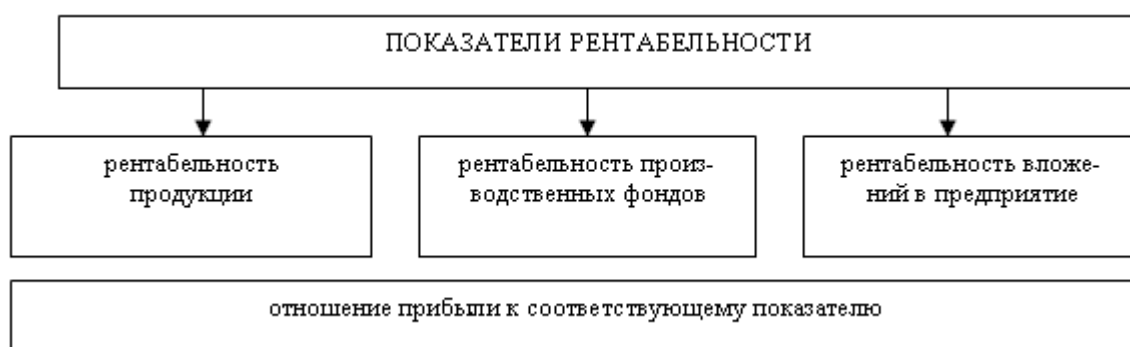 ПОКАЗАТЕЛИ РЕНТАБЕЛЬНОСТИ
рентабельность
продукции
рентабельность произ-
водственных фондов
рентабельность вложе-
ний в предприятие
отношение прибыли к соответствующему показателю